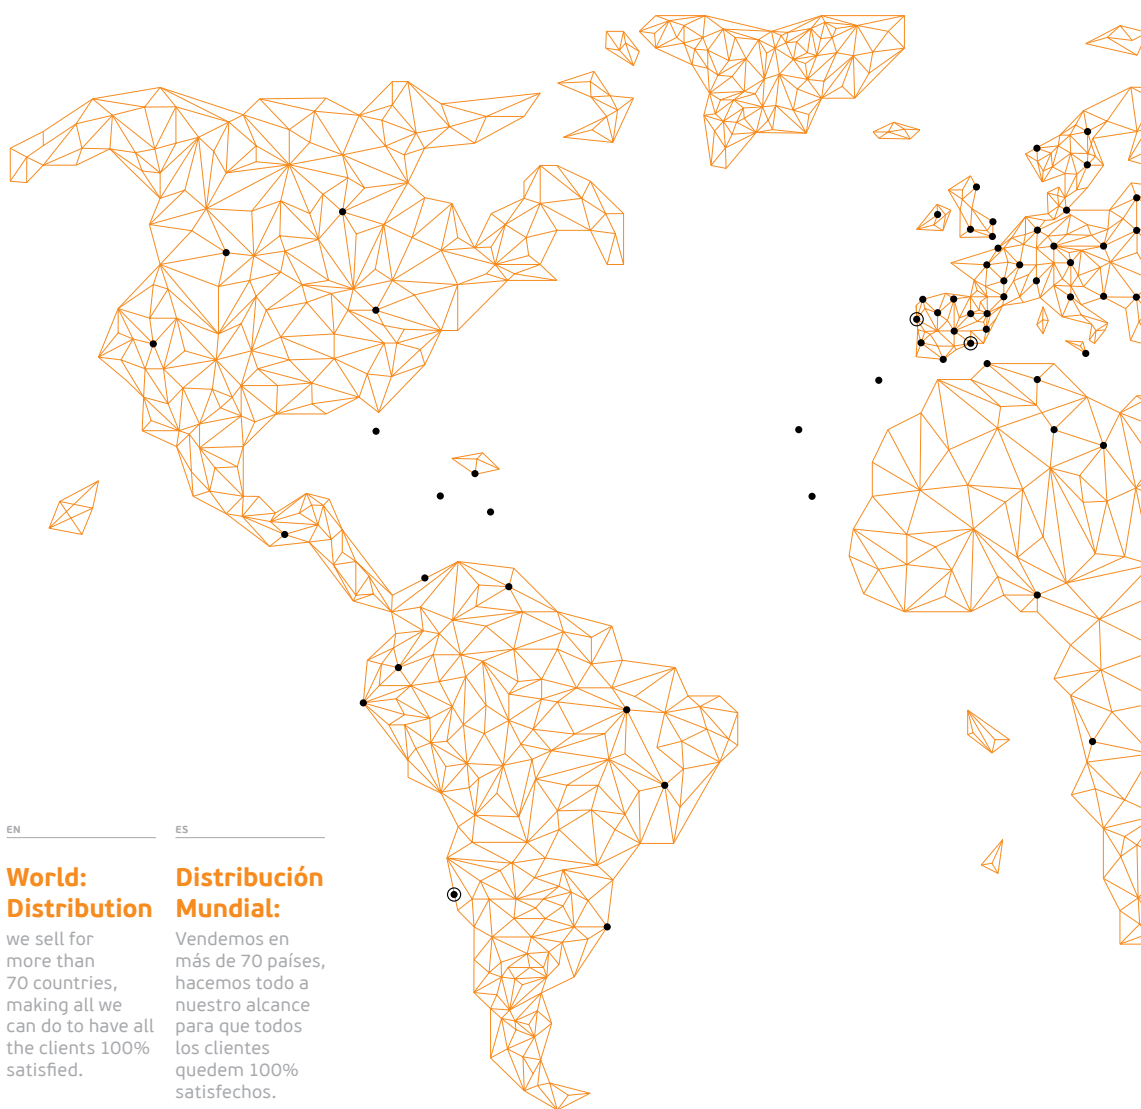 EN
World:
Distribution
we sell for
more than
70 countries,
making all we
can do to have all
the clients 100%
satisfied.
ES
Distribución
Mundial:
Vendemos en
más de 70 países,
hacemos todo a
nuestro alcance
para que todos
los clientes
quedem 100%
satisfechos.